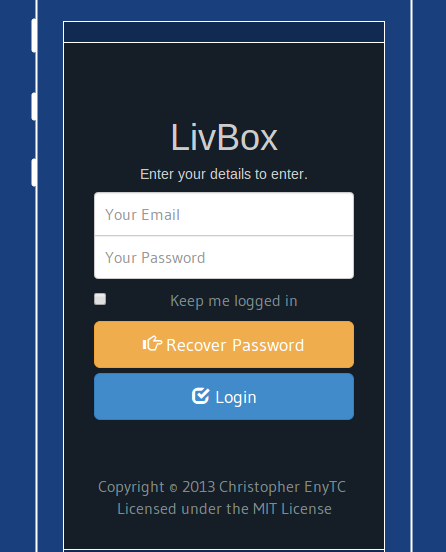 LivBox
Enter your details to enter.
Your Email
Your Password
Keep me logged in
Recover Password
Login
Copyright © 2013 Christopher EnyTC
Licensed under the MIT License